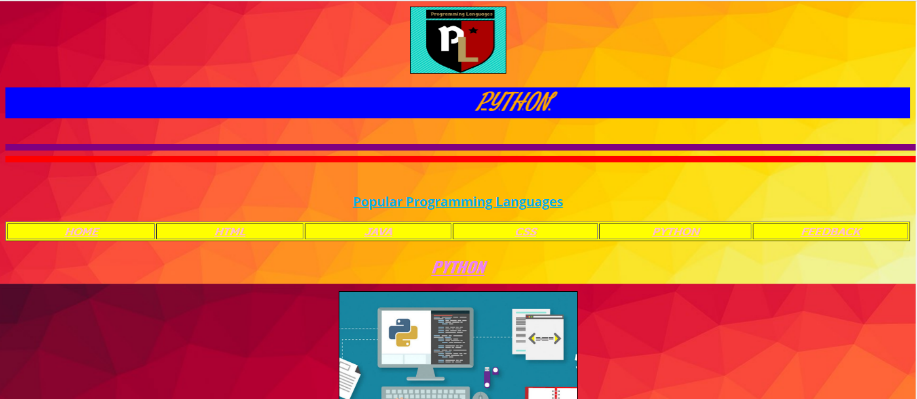 Programming Languages
PL
PYTHON
Popular Programming Languages
HOME HTML JAVA CSS PYTHON FEEDBACK
PYTHON